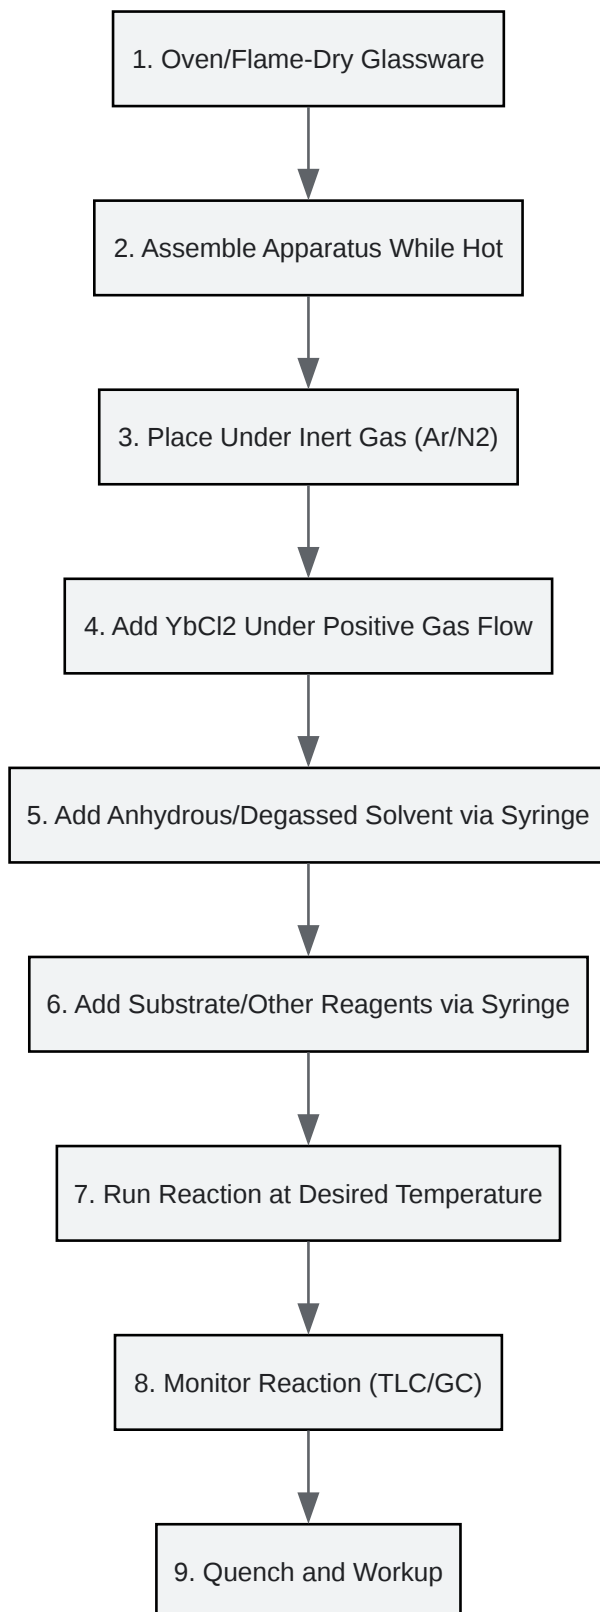 1. Oven/Flame-Dry Glassware
2. Assemble Apparatus While Hot
3. Place Under Inert Gas (Ar/N2)
4. Add YbCl2 Under Positive Gas Flow
5. Add Anhydrous/Degassed Solvent via Syringe
6. Add Substrate/Other Reagents via Syringe
7. Run Reaction at Desired Temperature
8. Monitor Reaction (TLC/GC)
9. Quench and Workup